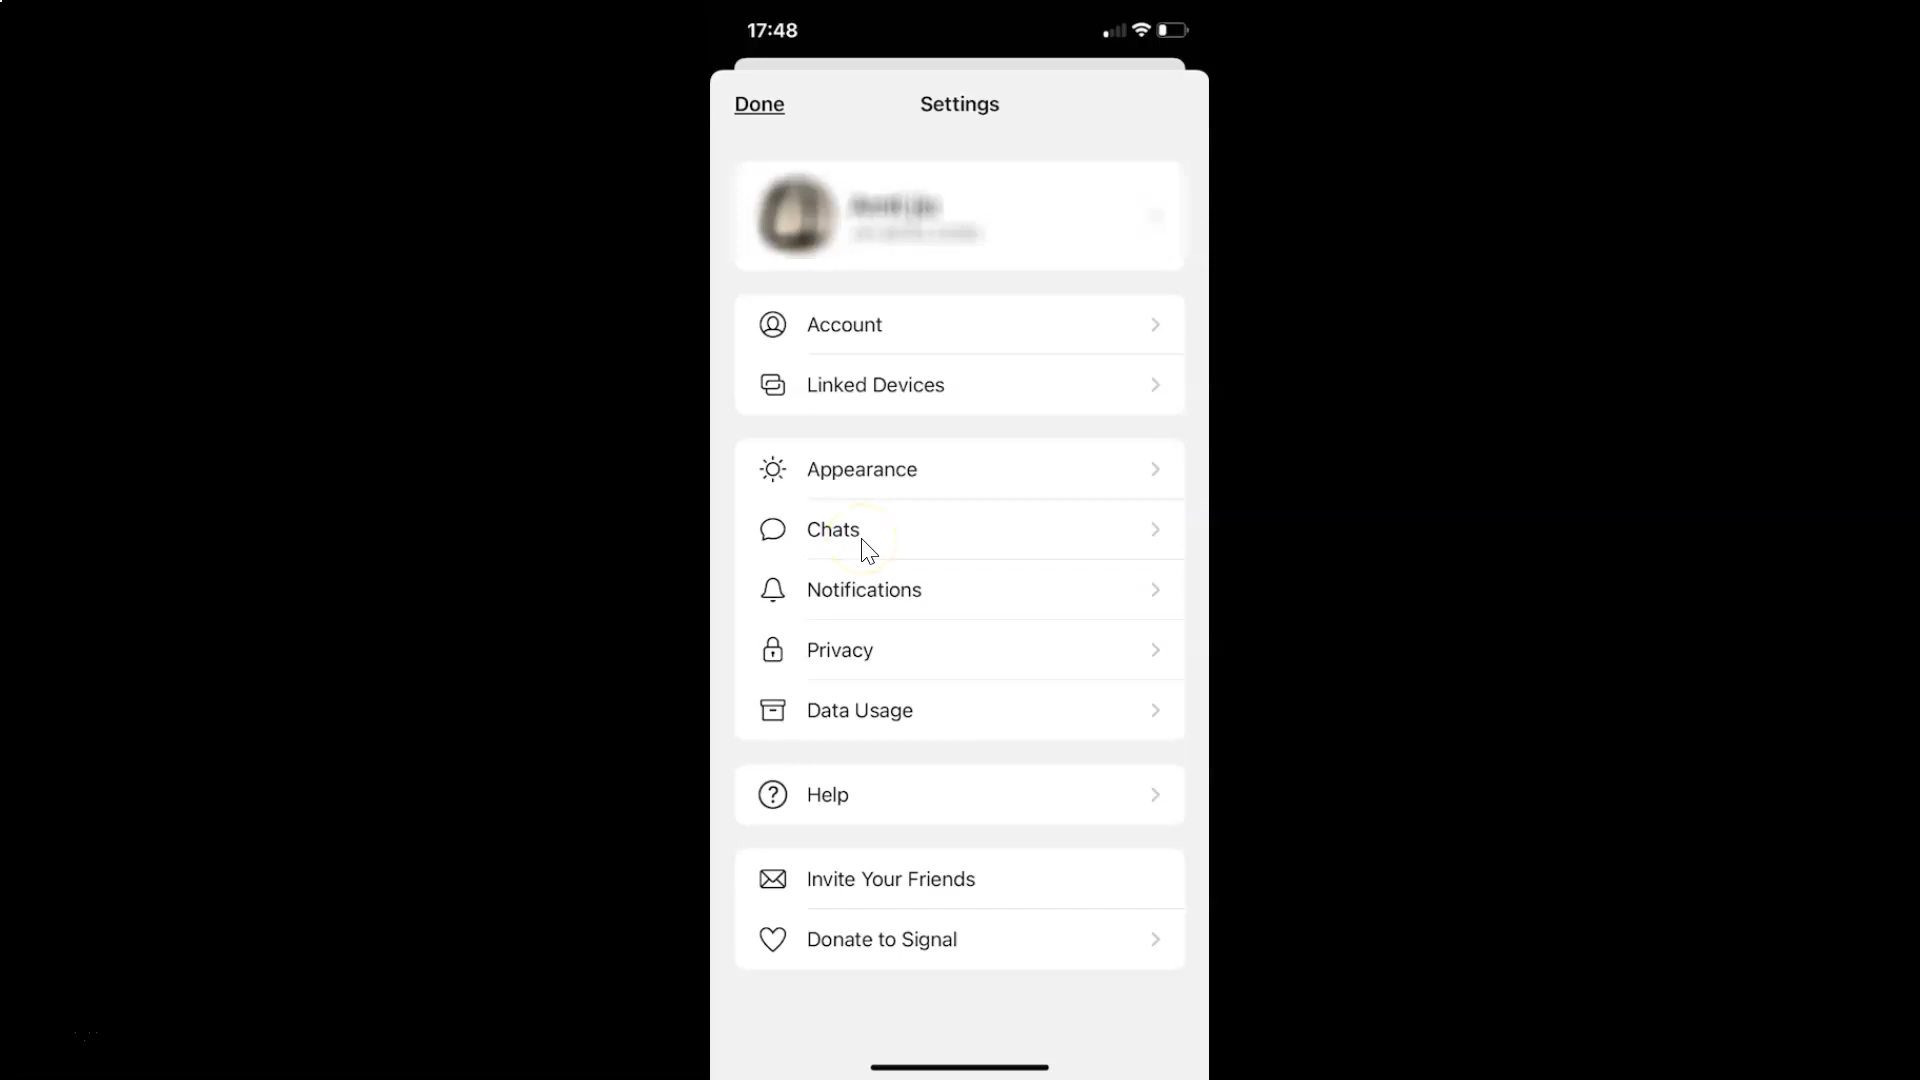 17:48
Done
Settings
Account
Linked Devices
Appearance
Chats
Notifications
Privacy
Data Usage
Help
Invite Your Friends
Donate to Signal